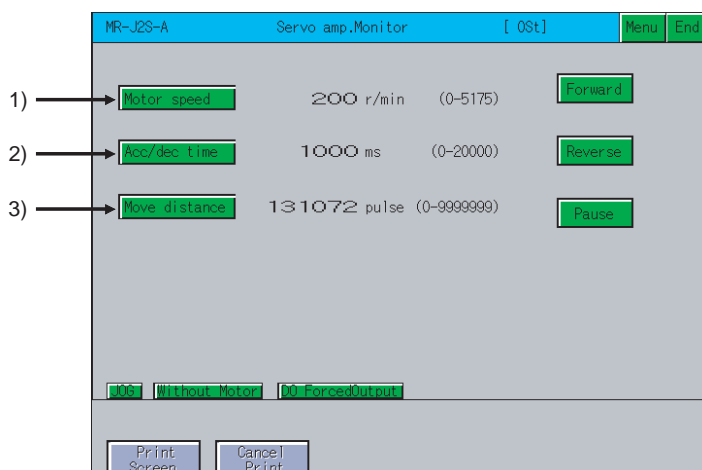 MR-J2S-A Servo amp.Monitor [ 0St] Menu End
1) Motor speed 200 r/min (0-5175) Forward
2) Acc/dec time 1000 ms (0-20000) Reverse
3) Move distance 131072 pulse (0-9999999) Pause
JOG Without Motor DO ForcedOutput
Print Screen
Cancel Print